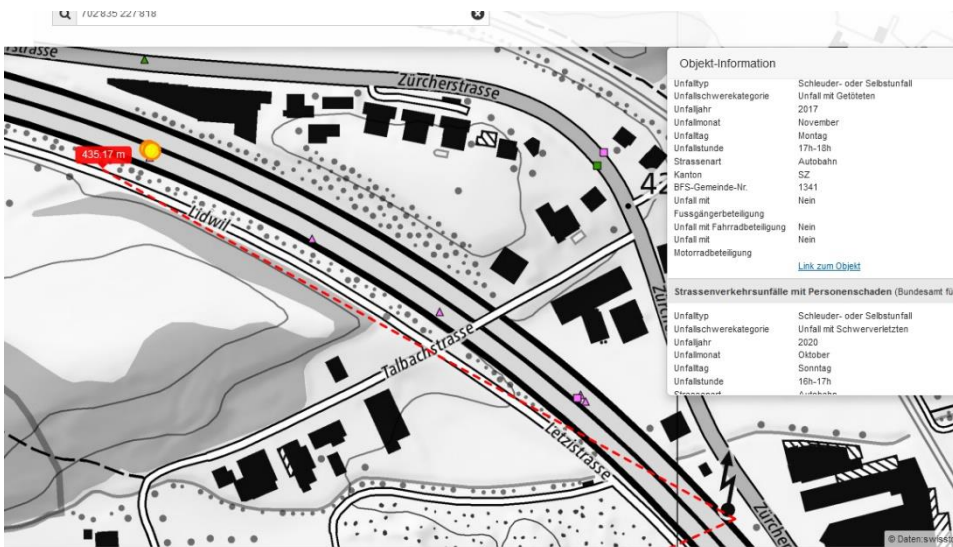 702'835 227'818
Zürcherstrasse
435.17 m
Lidwil
42
Talbachstrasse
Letzistrasse
Objekt-Information
Unfalltyp Schleuder- oder Selbstunfall
Unfallschwerekategorie Unfall mit Getöteten
Unfalljahr 2017
Unfallmonat November
Unfalltag Montag
Unfallstunde 17h-18h
Strassenart Autobahn
Kanton SZ
BFS-Gemeinde-Nr. 1341
Unfall mit Nein
Fussgängerbeteiligung
Unfall mit Fahrradbeteiligung Nein
Unfall mit Nein
Motorradbeteiligung
Link zum Objekt
Strassenverkehrsunfälle mit Personenschaden (Bundesamt fü
Unfalltyp Schleuder- oder Selbstunfall
Unfallschwerekategorie Unfall mit Schwerverletzten
Unfalljahr 2020
Unfallmonat Oktober
Unfalltag Sonntag
Unfallstunde 16h-17h
Strassenart Autobahn
Zürcher
© Daten:swissto